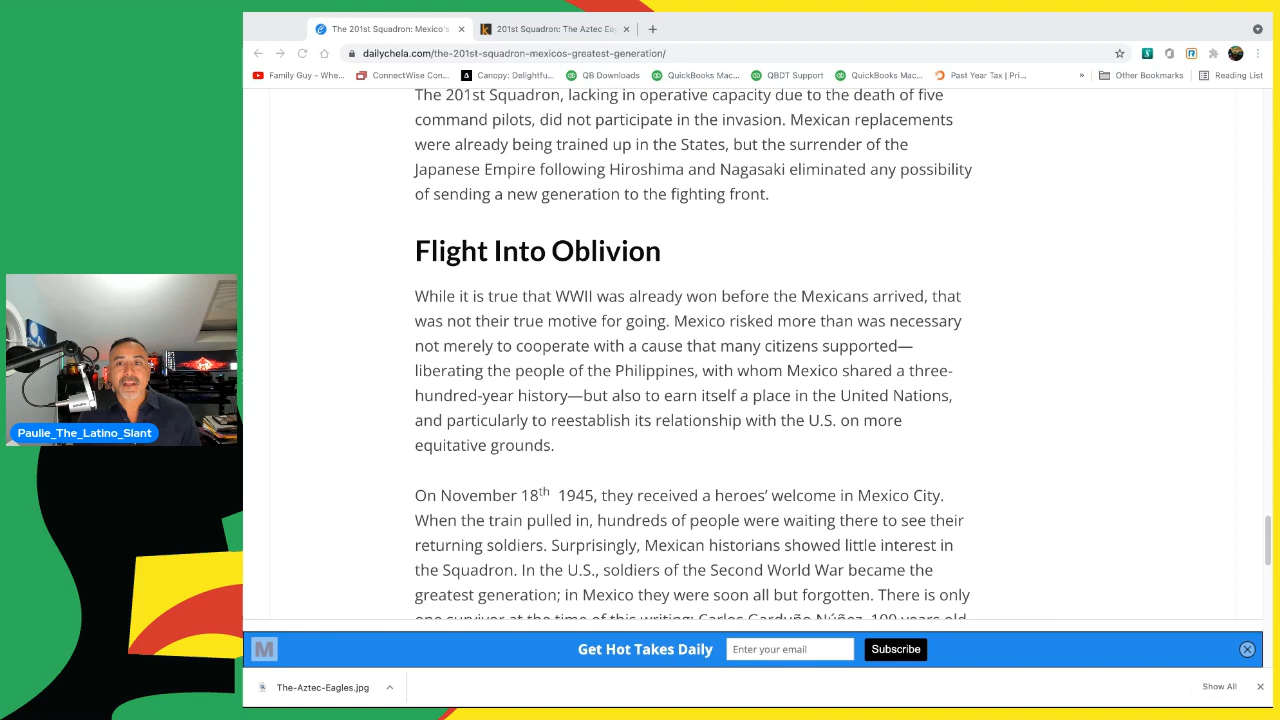 The 201st Squadron: Mexico's
201st Squadron: The Aztec Ea
dailychela.com/the-201st-squadron-mexicos-greatest-generation/
Family Guy - Whe...
ConnectWise Con...
Canopy: Delightfu...
QB Downloads
QuickBooks Mac...
QBDT Support
QuickBooks Mac...
Past Year Tax | Pri...
»
Other Bookmarks
Reading List
The 201st Squadron, lacking in operative capacity due to the death of five
command pilots, did not participate in the invasion. Mexican replacements
were already being trained up in the States, but the surrender of the
Japanese Empire following Hiroshima and Nagasaki eliminated any possibility
of sending a new generation to the fighting front.
Flight Into Oblivion
While it is true that WWII was already won before the Mexicans arrived, that
was not their true motive for going. Mexico risked more than was necessary
not merely to cooperate with a cause that many citizens supported—
liberating the people of the Philippines, with whom Mexico shared a three-
hundred-year history—but also to earn itself a place in the United Nations,
and particularly to reestablish its relationship with the U.S. on more
equitative grounds.
Paulie_The_Latino_Slant
On November 18th 1945, they received a heroes' welcome in Mexico City.
When the train pulled in, hundreds of people were waiting there to see their
returning soldiers. Surprisingly, Mexican historians showed little interest in
the Squadron. In the U.S., soldiers of the Second World War became the
greatest generation; in Mexico they were soon all but forgotten. There is only
one survivor at the time of this writing: Carlos Garduño Núñez, 100 years old
M
Get Hot Takes Daily
Enter your email
Subscribe
The-Aztec-Eagles.jpg
Show All